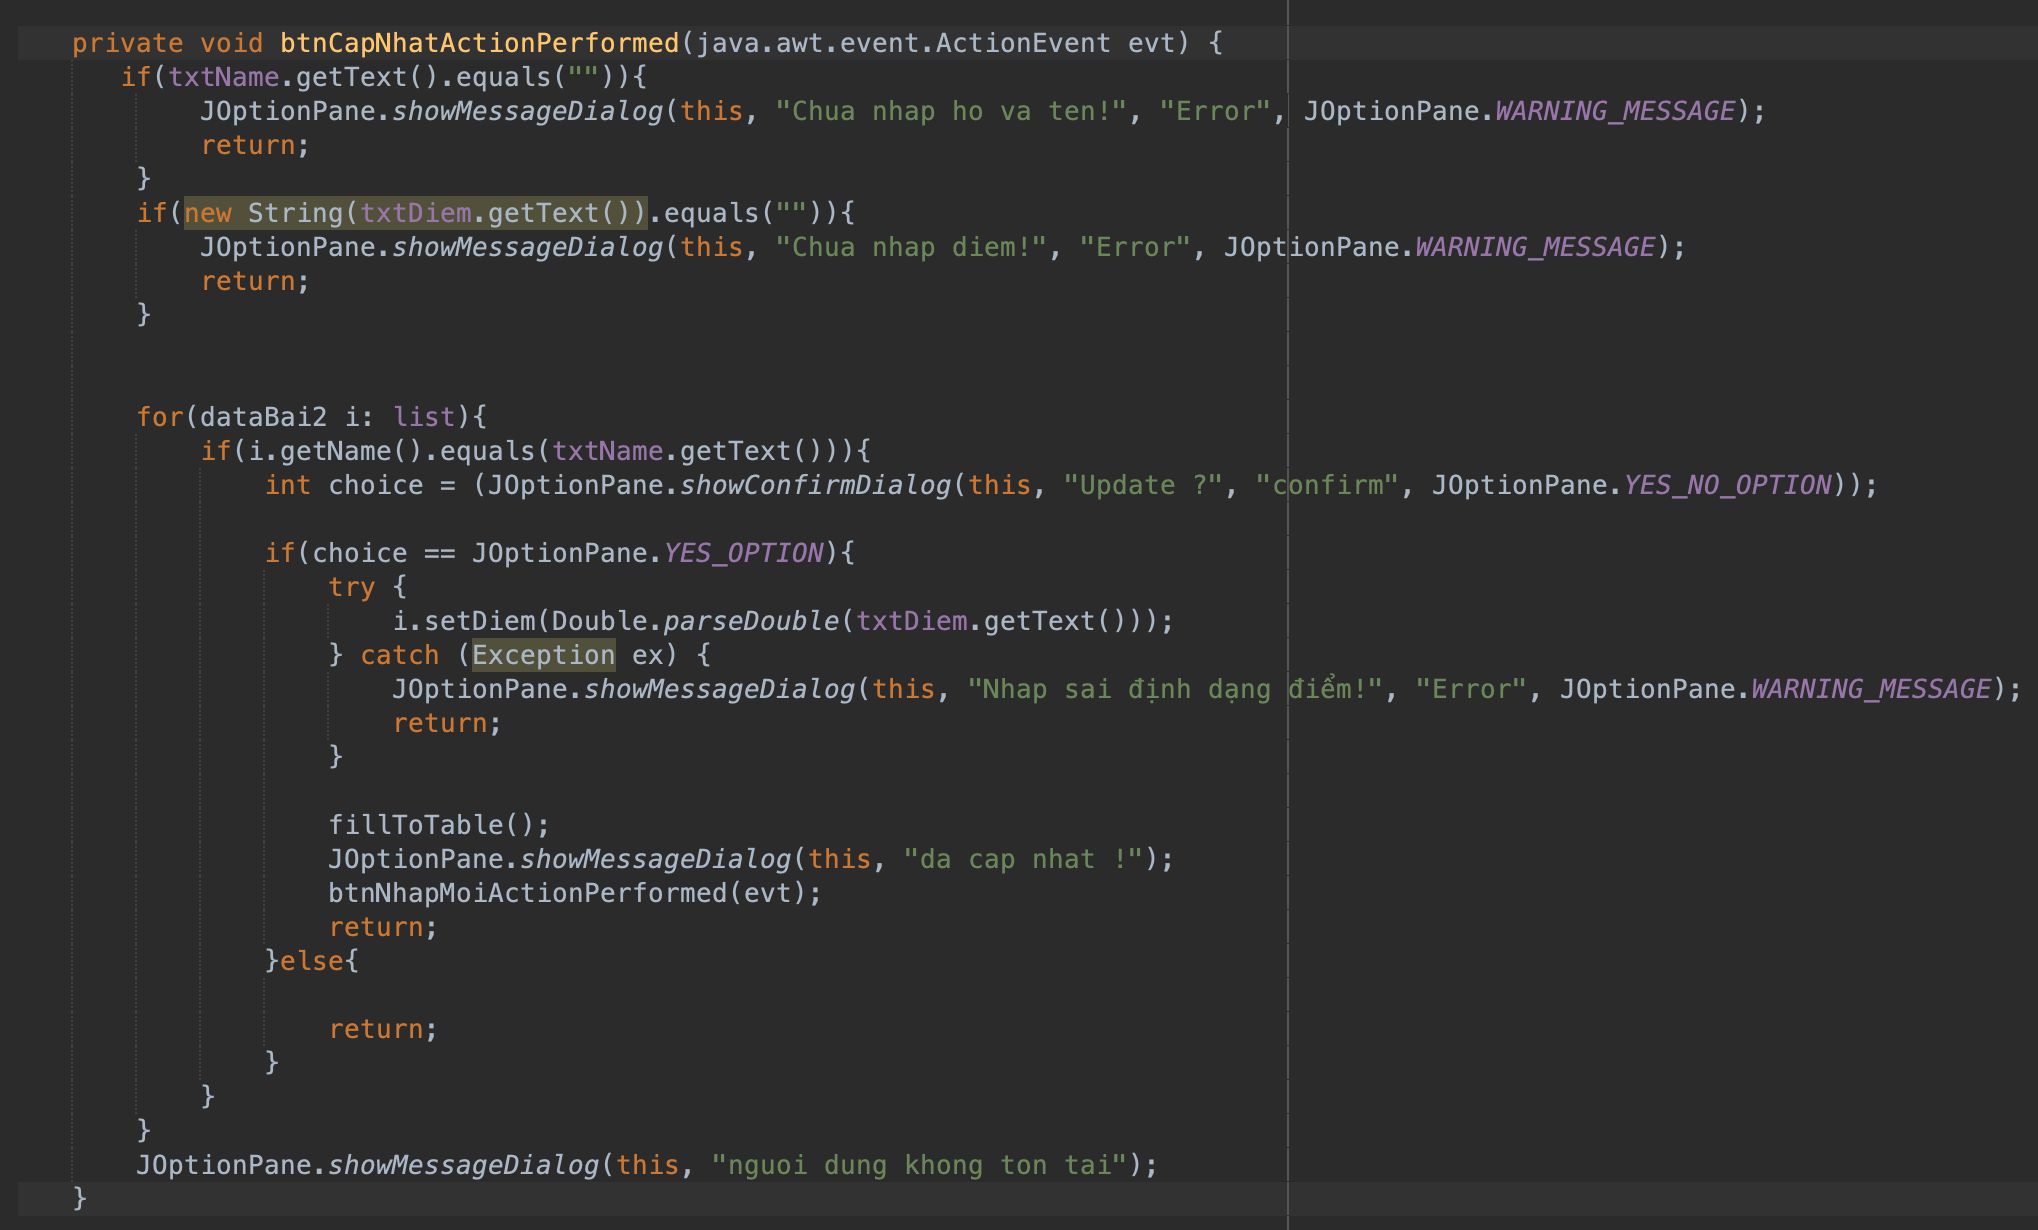 private void btnCapNhatActionPerformed(java.awt.event.ActionEvent evt) {
if(txtName.getText().equals("")){
JOptionPane.showMessageDialog(this, "Chua nhap ho va ten!", "Error", JOptionPane.WARNING_MESSAGE);
return;
}
if(new String(txtDiem.getText()).equals("")){
JOptionPane.showMessageDialog(this, "Chua nhap diem!", "Error", JOptionPane.WARNING_MESSAGE);
return;
}
for(dataBai2 i: list){
if(i.getName().equals(txtName.getText())){
int choice = (JOptionPane.showConfirmDialog(this, "Update ?", "confirm", JOptionPane.YES_NO_OPTION));
if(choice == JOptionPane.YES_OPTION){
try {
i.setDiem(Double.parseDouble(txtDiem.getText()));
} catch (Exception ex) {
JOptionPane.showMessageDialog(this, "Nhap sai định dạng điểm!", "Error", JOptionPane.WARNING_MESSAGE);
return;
}
fillToTable();
JOptionPane.showMessageDialog(this, "da cap nhat !");
btnNhapMoiActionPerformed(evt);
return;
}else{
return;
}
}
}
JOptionPane.showMessageDialog(this, "nguoi dung khong ton tai");
}